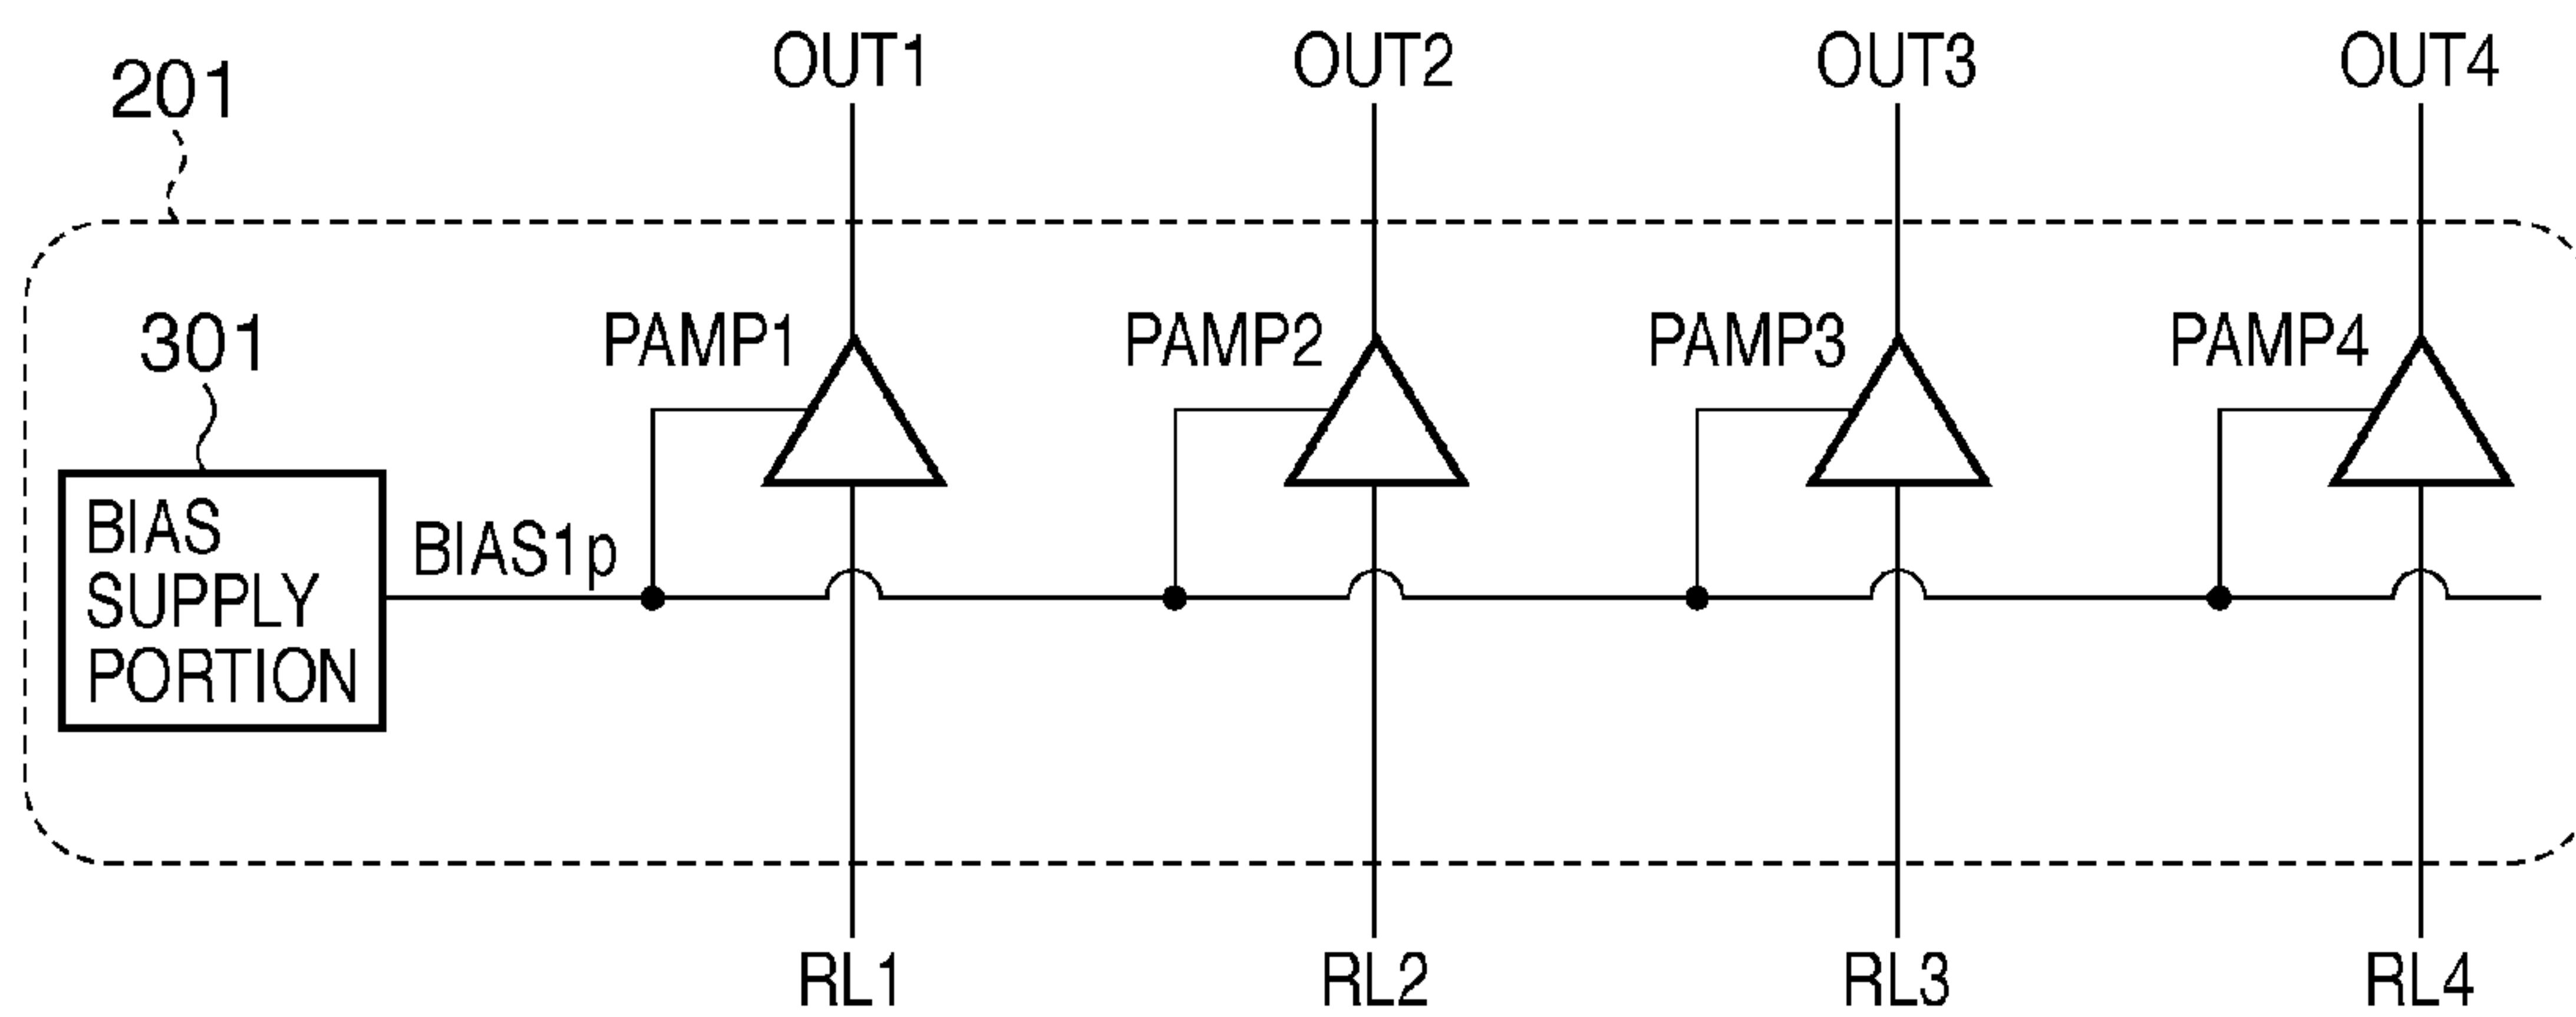 OUT1 OUT2 OUT3 OUT4
201
PAMP1 PAMP2 PAMP3 PAMP4
301
BIAS
SUPPLY
PORTION
BIAS1p
RL1 RL2 RL3 RL4